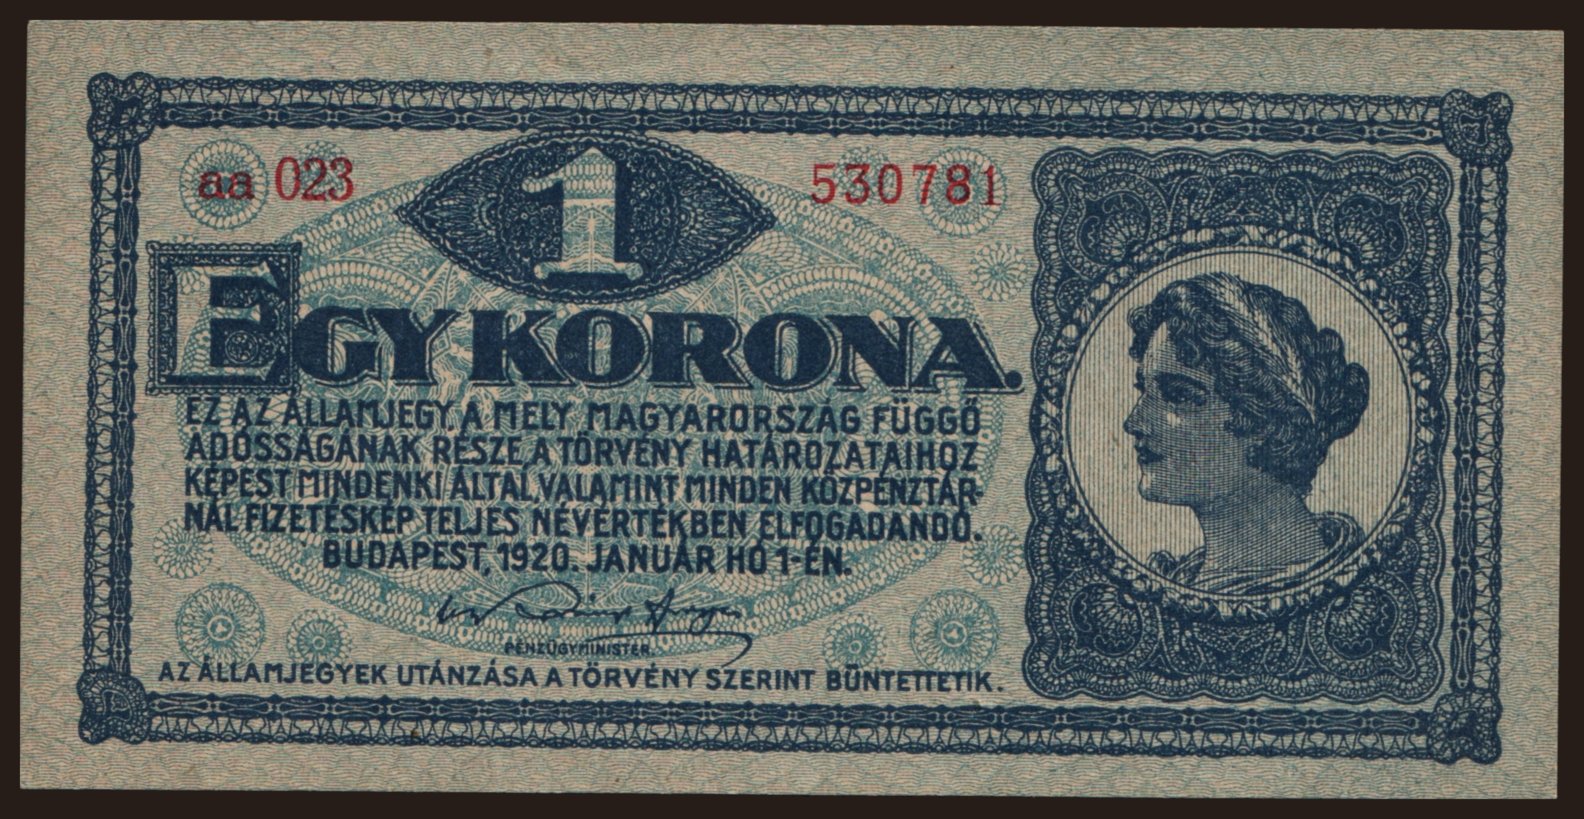 aa 023
1
530781
EGY KORONA.
EZ AZ ÁLLAMJEGY, A MELY MAGYARORSZÁG FÜGGŐ
ADÓSSÁGÁNAK RÉSZE, A TÖRVÉNY HATÁROZATAIHOZ
KÉPEST MINDENKI ÁLTAL, VALAMINT MINDEN KÖZPÉNZTÁR-
NÁL FIZETÉSKÉP TELJES NÉVÉRTÉKBEN ELFOGADANDÓ.
BUDAPEST, 1920. JANUÁR HÓ 1-ÉN.
PÉNZÜGYMINISTER.
AZ ÁLLAMJEGYEK UTÁNZÁSA A TÖRVÉNY SZERINT BÜNTETTETIK.